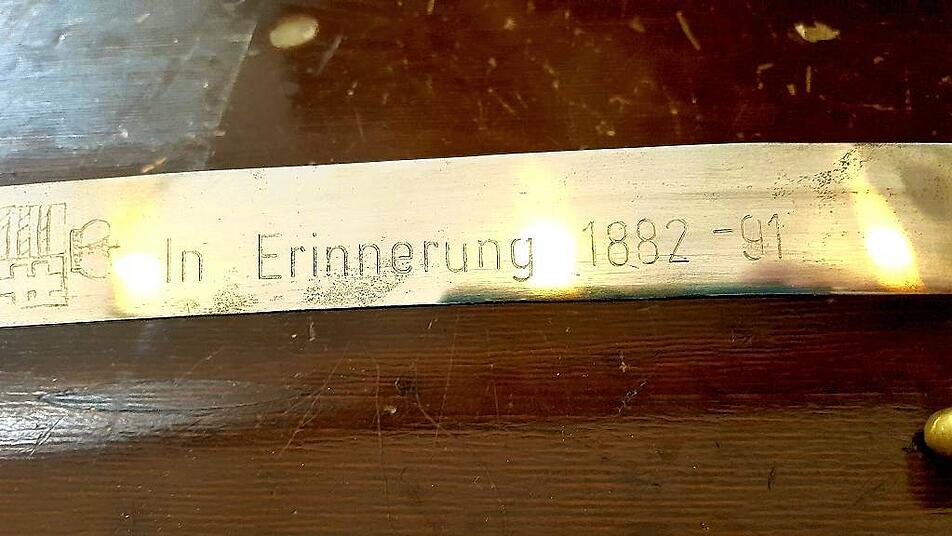 In Erinnerung 1882 - 91